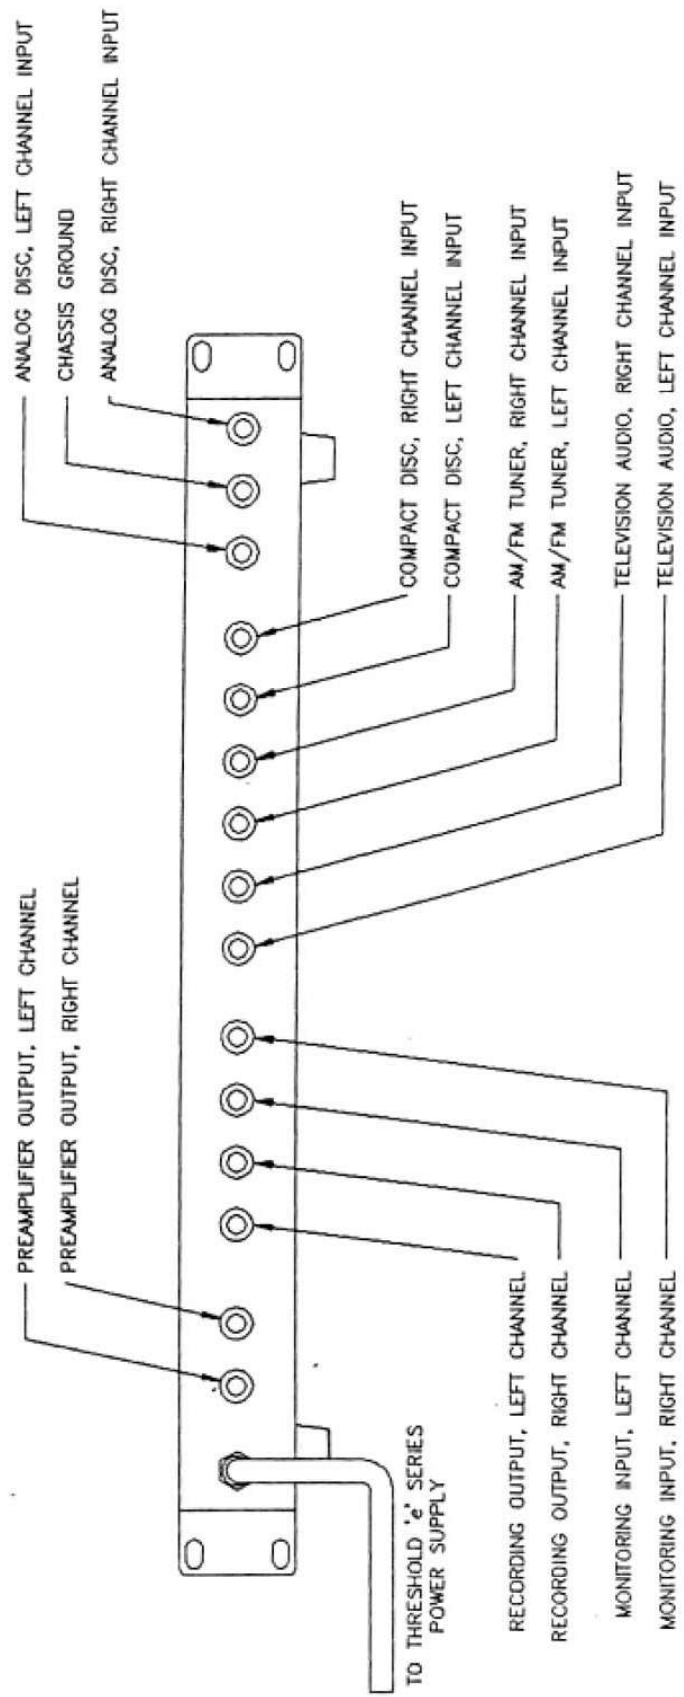 PREAMPLIFIER OUTPUT, LEFT CHANNEL
PREAMPLIFIER OUTPUT, RIGHT CHANNEL
ANALOG DISC, LEFT CHANNEL INPUT
CHASSIS GROUND
ANALOG DISC, RIGHT CHANNEL INPUT
TO THRESHOLD "e" SERIES
POWER SUPPLY
RECORDING OUTPUT, LEFT CHANNEL
RECORDING OUTPUT, RIGHT CHANNEL
MONITORING INPUT, LEFT CHANNEL
MONITORING INPUT, RIGHT CHANNEL
COMPACT DISC, RIGHT CHANNEL INPUT
COMPACT DISC, LEFT CHANNEL INPUT
AM/FM TUNER, RIGHT CHANNEL INPUT
AM/FM TUNER, LEFT CHANNEL INPUT
TELEVISION AUDIO, RIGHT CHANNEL INPUT
TELEVISION AUDIO, LEFT CHANNEL INPUT